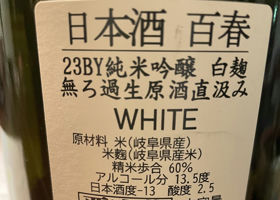 日本酒 百春
23BY純米吟醸 白麹
無ろ過生原酒直汲み
WHITE
原材料 米(岐阜県産)
米麹(岐阜県産米)
精米歩合 60%
アルコール分 13.5度
日本酒度-13 酸度 2.5